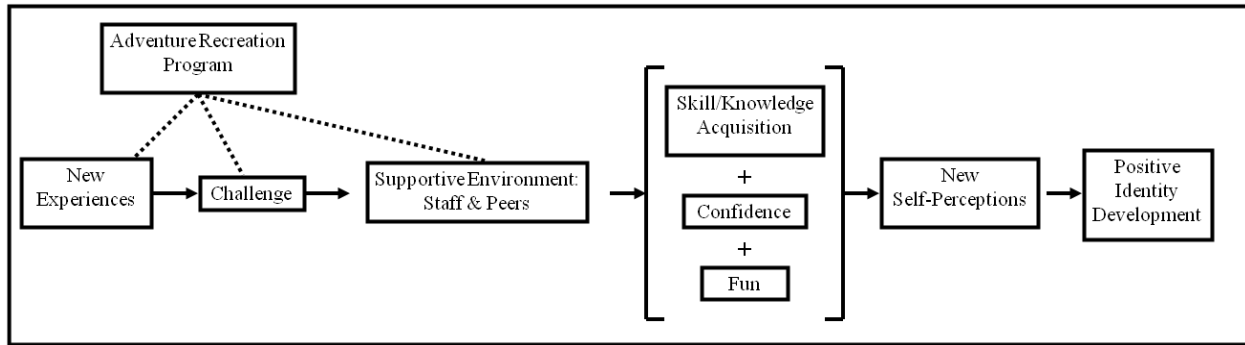 Adventure Recreation
Program
New
Experiences
Challenge
Supportive Environment:
Staff & Peers
Skill/Knowledge
Acquisition
+
Confidence
+
Fun
New
Self-Perceptions
Positive
Identity
Development